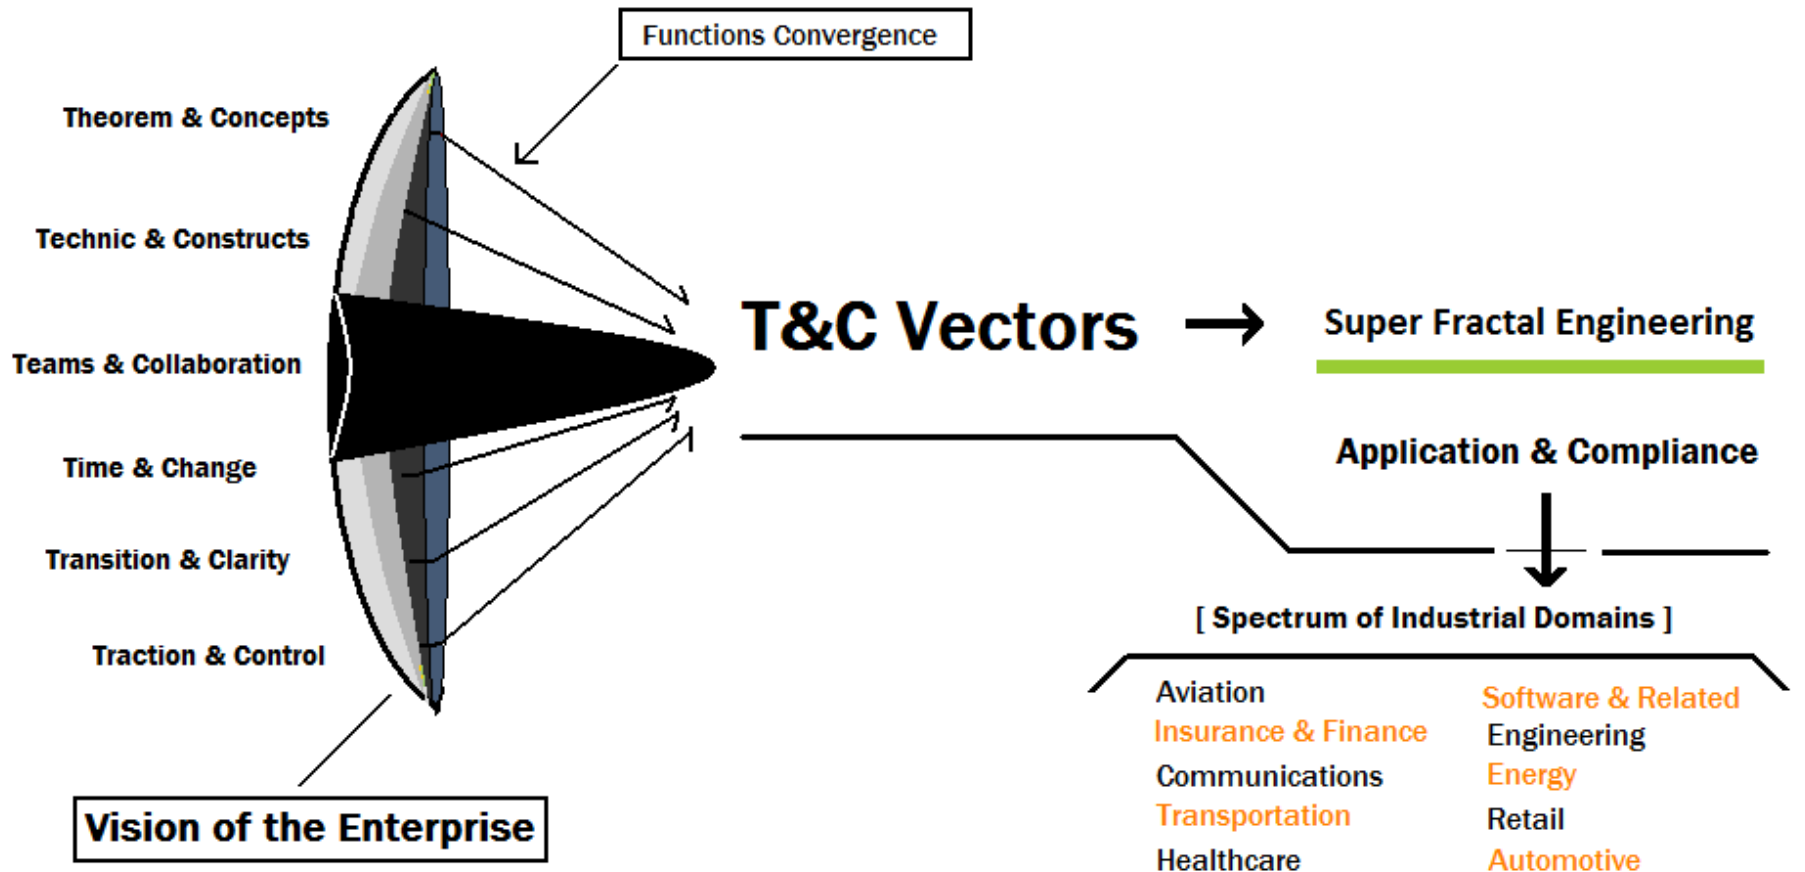 Functions Convergence
Theorem & Concepts
Technic & Constructs
Teams & Collaboration
Time & Change
Transition & Clarity
Traction & Control
Vision of the Enterprise
T&C Vectors
Super Fractal Engineering
Application & Compliance
[ Spectrum of Industrial Domains ]
Aviation
Insurance & Finance
Communications
Transportation
Healthcare
Software & Related
Engineering
Energy
Retail
Automotive